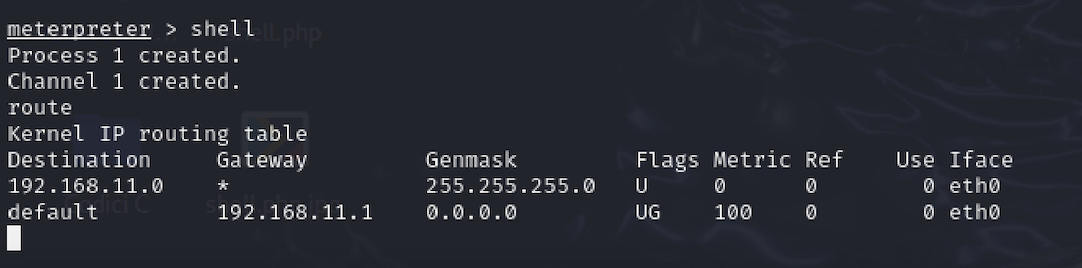 meterpreter > shell
Process 1 created.
Channel 1 created.
route
Kernel IP routing table
Destination Gateway Genmask Flags Metric Ref Use Iface
192.168.11.0 * 255.255.255.0 U 0 0 0 eth0
default 192.168.11.1 0.0.0.0 UG 100 0 0 eth0